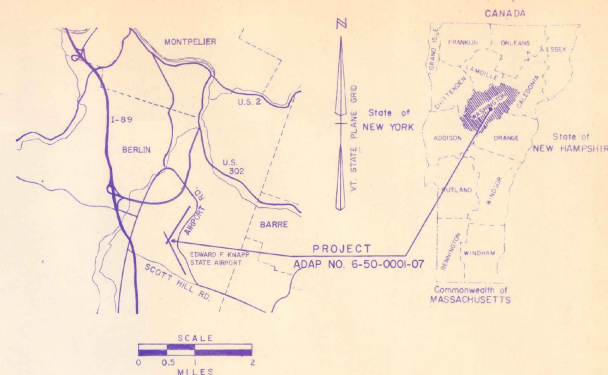 MONTPELIER
U.S. 2
I-89
BERLIN
U.S.
302
AIRPORT
RD.
BARRE
EDWARD F. KNAPP
STATE AIRPORT
SCOTT HILL RD.
SCALE
0 0.5 1 2
MILES
N
VT STATE PLANE GRID
PROJECT
ADAP NO. 6-50-0001-07
CANADA
GRAND ISLE
FRANKLIN
ORLEANS
ESSEX
LAMOILLE
CHITTENDEN
CALEDONIA
WASHINGTON
State of
NEW YORK
ADDISON
ORANGE
State of
NEW HAMPSHIRE
RUTLAND
WINDSOR
BENNINGTON
WINDHAM
Commonwealth of
MASSACHUSETTS